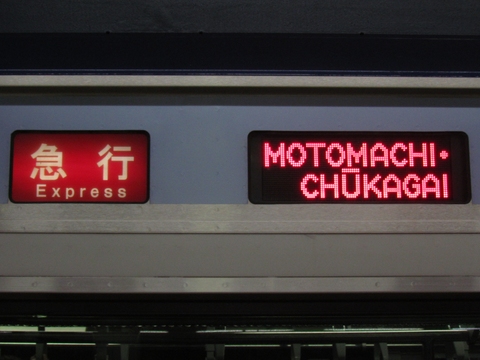 急行
Express
MOTOMACHI・
CHŪKAGAI